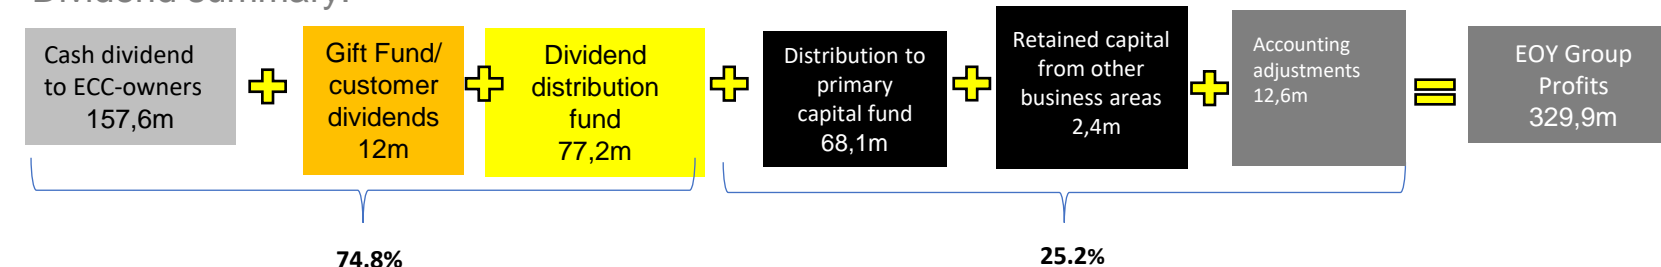 Dividend summary:
Cash dividend
to ECC-owners
157,6m
Gift Fund/
customer
dividends
12m
Dividend
distribution
fund
77,2m
Distribution to
primary
capital fund
68,1m
Retained capital
from other
business areas
2,4m
Accounting
adjustments
12,6m
EOY Group
Profits
329,9m
74.8%
25.2%